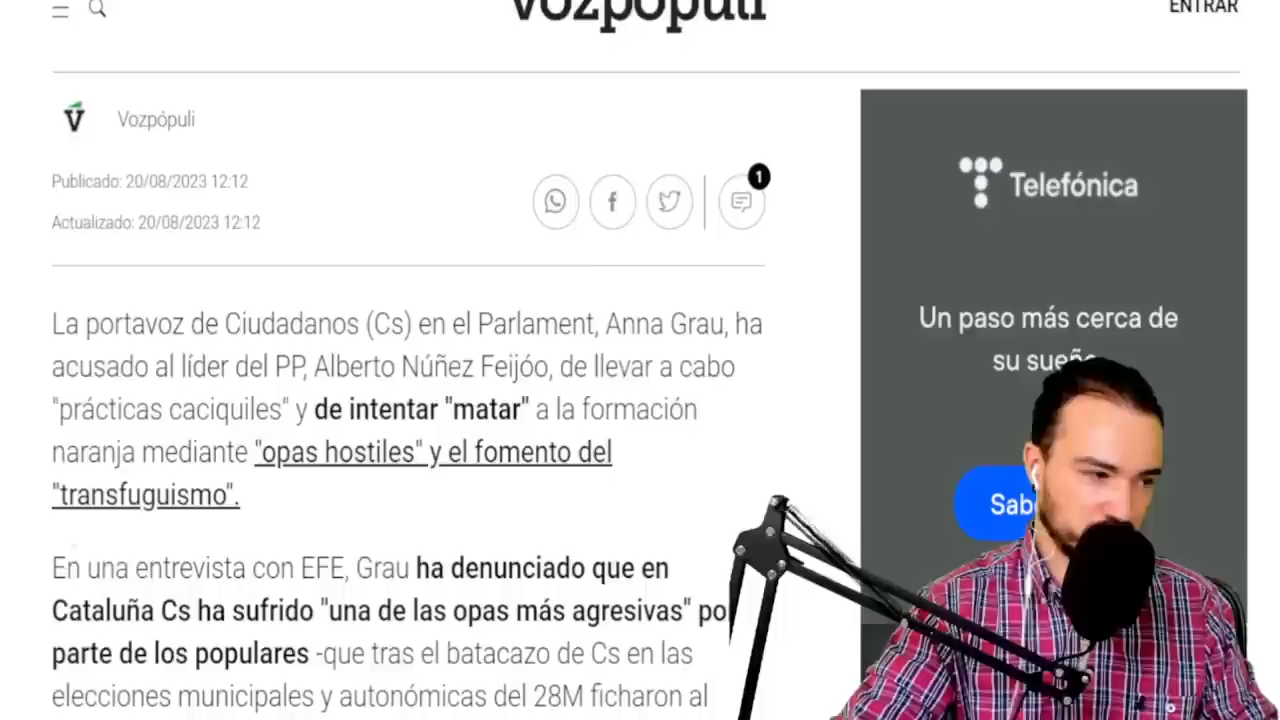 vozpópuli
ENTRAR
V
Vozpópuli
Publicado: 20/08/2023 12:12
Actualizado: 20/08/2023 12:12
1
La portavoz de Ciudadanos (Cs) en el Parlament, Anna Grau, ha
acusado al líder del PP, Alberto Núñez Feijóo, de llevar a cabo
"prácticas caciquiles" y de intentar "matar" a la formación
naranja mediante "opas hostiles" y el fomento del
"transfuguismo".
En una entrevista con EFE, Grau ha denunciado que en
Cataluña Cs ha sufrido "una de las opas más agresivas" po
parte de los populares -que tras el batacazo de Cs en las
elecciones municipales y autonómicas del 28M ficharon al
Telefónica
Un paso más cerca de
su sueño
Sab